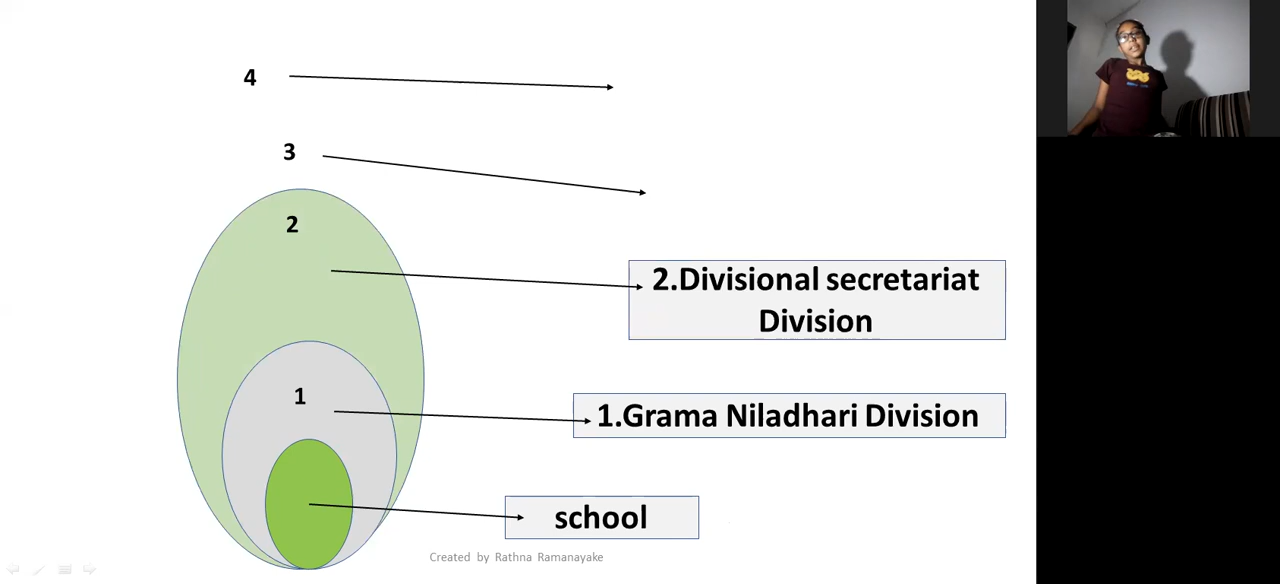 4
3
2
2.Divisional secretariat
Division
1
1.Grama Niladhari Division
school
Created by Rathna Ramanayake